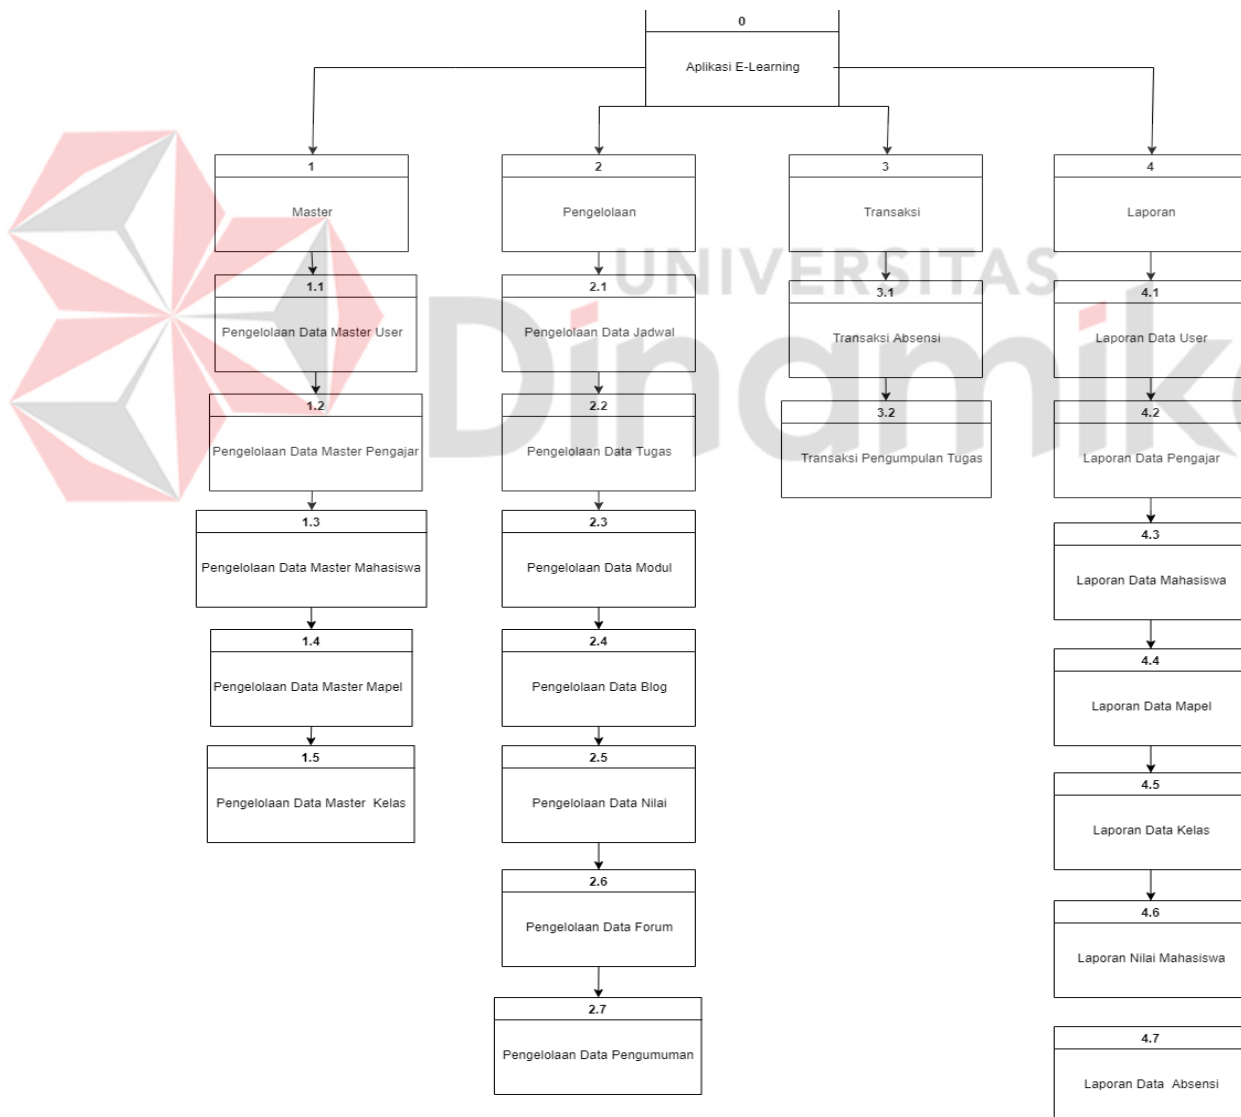 0
Aplikasi E-Learning
1
Master
1.1
Pengelolaan Data Master User
1.2
Pengelolaan Data Master Pengajar
1.3
Pengelolaan Data Master Mahasiswa
1.4
Pengelolaan Data Master Mapel
1.5
Pengelolaan Data Master Kelas
2
Pengelolaan
2.1
Pengelolaan Data Jadwal
2.2
Pengelolaan Data Tugas
2.3
Pengelolaan Data Modul
2.4
Pengelolaan Data Blog
2.5
Pengelolaan Data Nilai
2.6
Pengelolaan Data Forum
2.7
Pengelolaan Data Pengumuman
3
Transaksi
3.1
Transaksi Absensi
3.2
Transaksi Pengumpulan Tugas
4
Laporan
4.1
Laporan Data User
4.2
Laporan Data Pengajar
4.3
Laporan Data Mahasiswa
4.4
Laporan Data Mapel
4.5
Laporan Data Kelas
4.6
Laporan Nilai Mahasiswa
4.7
Laporan Data Absensi
UNIVERSITAS
Dinamik